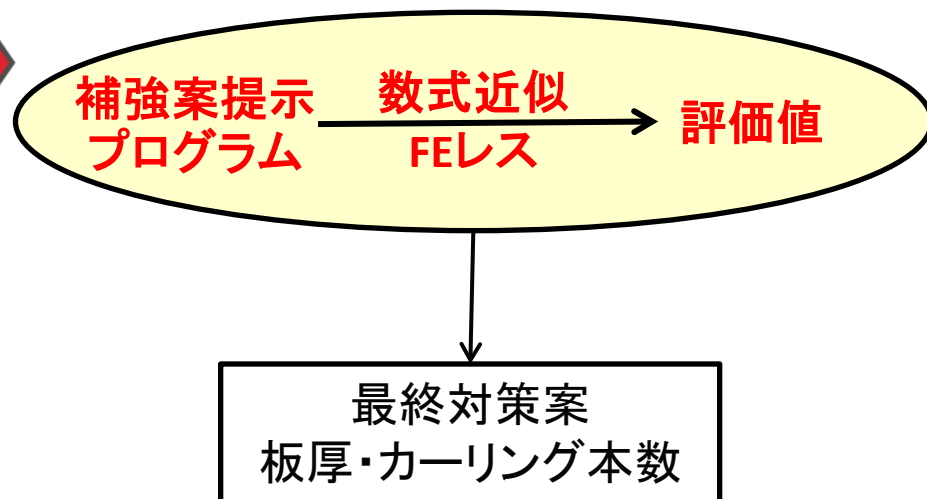 補強案提示
プログラム
数式近似
FEレス
評価値
最終対策案
板厚・カーリング本数